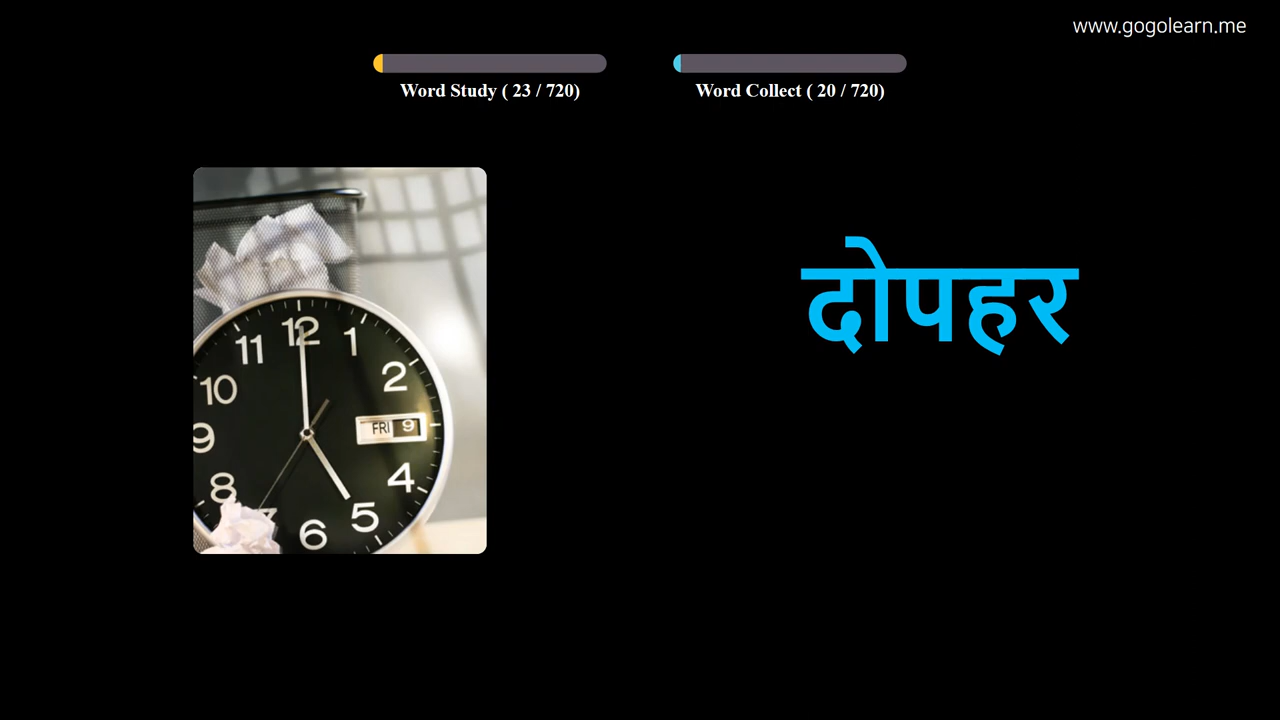 www.gogolearn.me
Word Study ( 23 / 720)
Word Collect ( 20 / 720)
दोपहर
12
11
1
10
2
9
FRI 9
8
4
7
5
6